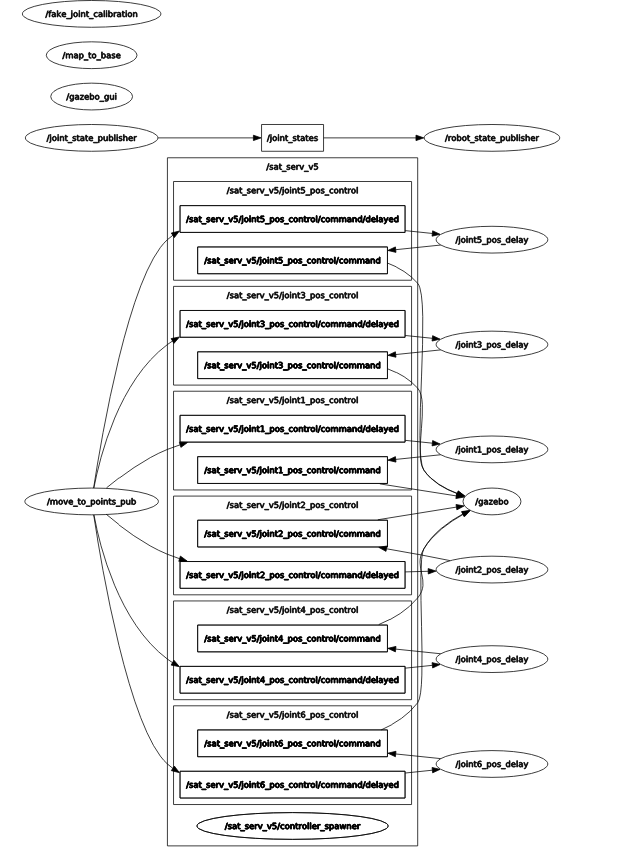 /fake_joint_calibration
/map_to_base
/gazebo_gui
/joint_state_publisher
/joint_states
/robot_state_publisher
/sat_serv_v5
/sat_serv_v5/joint5_pos_control
/sat_serv_v5/joint5_pos_control/command/delayed
/joint5_pos_delay
/sat_serv_v5/joint5_pos_control/command
/sat_serv_v5/joint3_pos_control
/sat_serv_v5/joint3_pos_control/command/delayed
/joint3_pos_delay
/sat_serv_v5/joint3_pos_control/command
/sat_serv_v5/joint1_pos_control
/sat_serv_v5/joint1_pos_control/command/delayed
/joint1_pos_delay
/sat_serv_v5/joint1_pos_control/command
/move_to_points_pub
/gazebo
/sat_serv_v5/joint2_pos_control
/sat_serv_v5/joint2_pos_control/command
/joint2_pos_delay
/sat_serv_v5/joint2_pos_control/command/delayed
/sat_serv_v5/joint4_pos_control
/sat_serv_v5/joint4_pos_control/command
/joint4_pos_delay
/sat_serv_v5/joint4_pos_control/command/delayed
/sat_serv_v5/joint6_pos_control
/sat_serv_v5/joint6_pos_control/command
/joint6_pos_delay
/sat_serv_v5/joint6_pos_control/command/delayed
/sat_serv_v5/controller_spawner